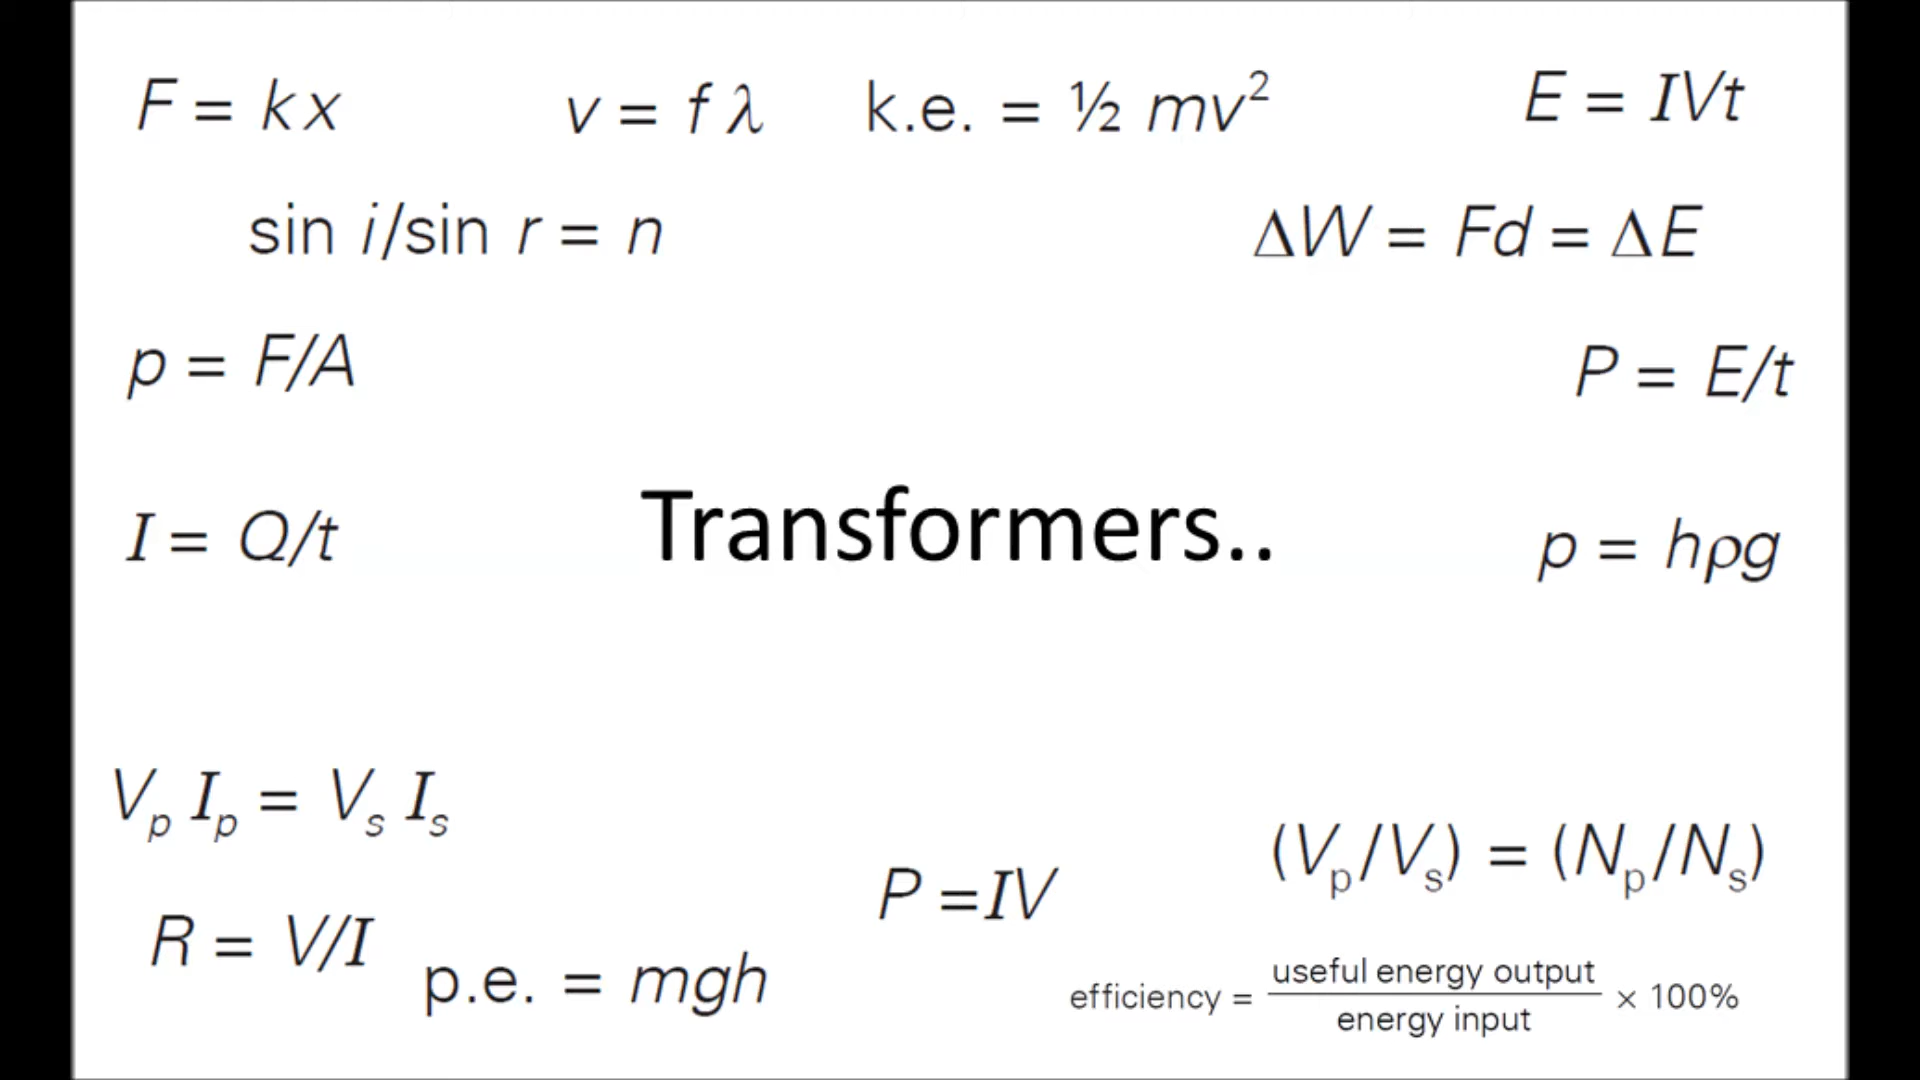 F = kx
v = f λ
k.e. = ½ mv²
E = IVt
sin i/sin r = n
ΔW = Fd = ΔE
p = F/A
P = E/t
I = Q/t
Transformers..
p = hρg
Vₚ Iₚ = Vₛ Iₛ
(Vₚ/Vₛ) = (Nₚ/Nₛ)
P =IV
R = V/I
p.e. = mgh
efficiency = useful energy output / energy input × 100%